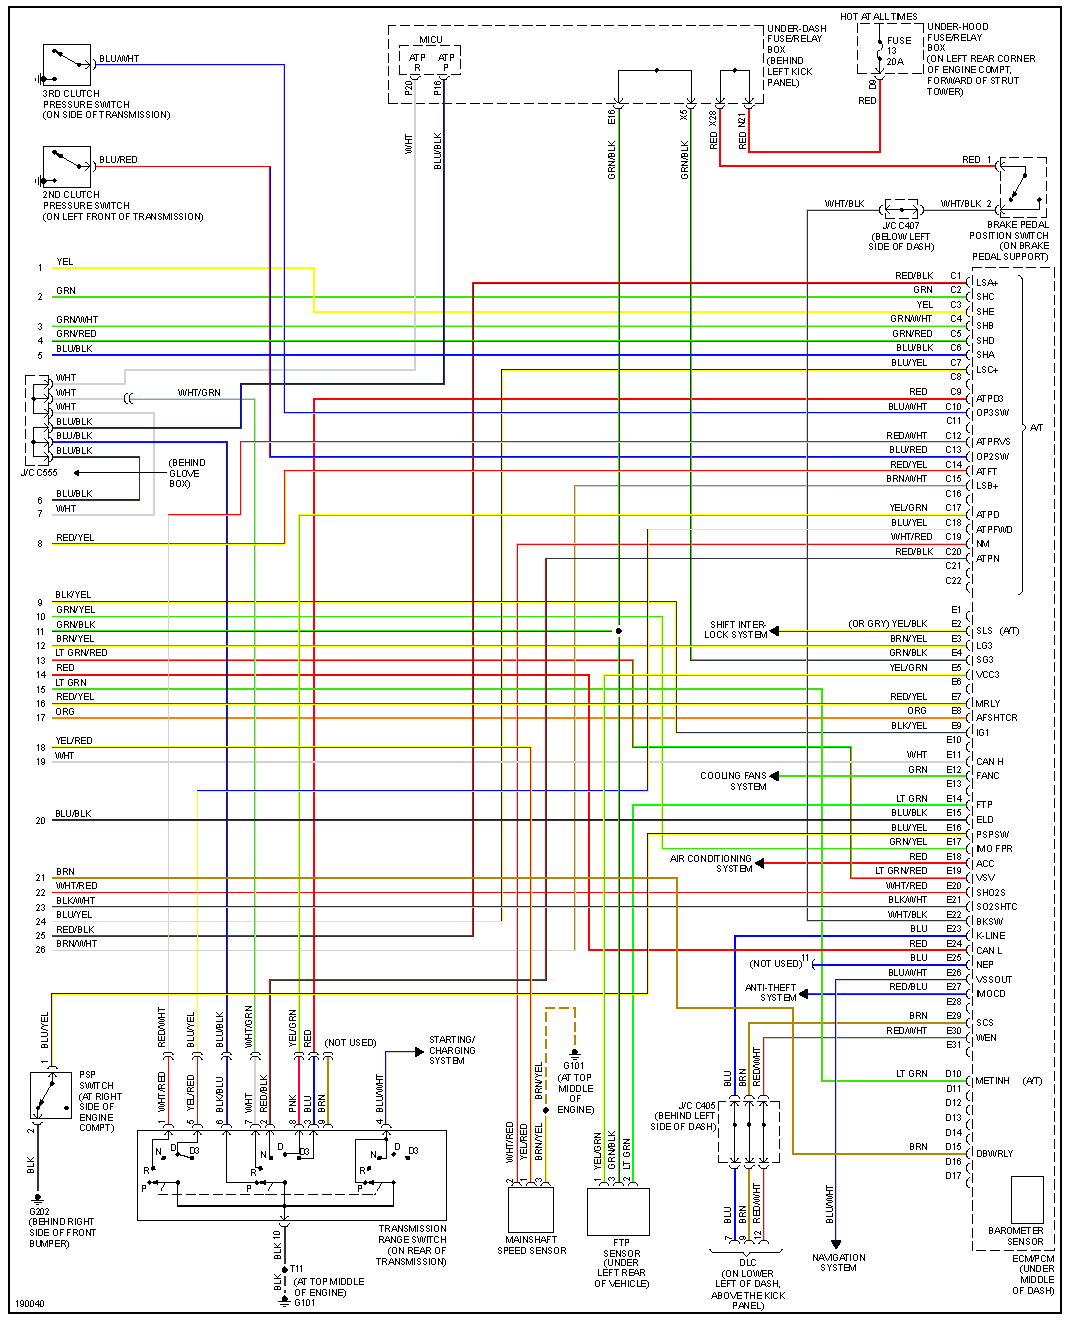 HOT AT ALL TIMES
UNDER-DASH
FUSE/RELAY
BOX
(BEHIND
LEFT KICK
PANEL)
UNDER-HOOD
FUSE/RELAY
BOX
(ON LEFT REAR CORNER
OF ENGINE COMPT,
FORWARD OF STRUT
TOWER)
FUSE
13
20A
MICU
ATP
R
ATP
P
P20
P16
E16
X5
X28
N21
D9
RED
RED
RED
WHT
BLU/BLK
GRN/BLK
GRN/BLK
BLU/WHT
3RD CLUTCH
PRESSURE SWITCH
(ON SIDE OF TRANSMISSION)
BLU/RED
2ND CLUTCH
PRESSURE SWITCH
(ON LEFT FRONT OF TRANSMISSION)
RED 1
WHT/BLK
WHT/BLK 2
J/C C407
(BELOW LEFT
SIDE OF DASH)
BRAKE PEDAL
POSITION SWITCH
(ON BRAKE
PEDAL SUPPORT)
1 YEL
2 GRN
3 GRN/WHT
4 GRN/RED
5 BLU/BLK
WHT
WHT
WHT
BLU/BLK
BLU/BLK
BLU/BLK
WHT/GRN
J/C C555
(BEHIND
GLOVE
BOX)
6 BLU/BLK
7 WHT
8 RED/YEL
9 BLK/YEL
10 GRN/YEL
11 GRN/BLK
12 BRN/YEL
13 LT GRN/RED
14 RED
15 LT GRN
16 RED/YEL
17 ORG
18 YEL/RED
19 WHT
20 BLU/BLK
21 BRN
22 WHT/RED
23 BLK/WHT
24 BLU/YEL
25 RED/BLK
26 BRN/WHT
RED/BLK C1 LSA+
GRN C2 SHC
YEL C3 SHE
GRN/WHT C4 SHB
GRN/RED C5 SHD
BLU/BLK C6 SHA
BLU/YEL C7 LSC+
C8
RED C9 ATPD3
BLU/WHT C10 OP3SW
C11
RED/WHT C12 ATPRVS
BLU/RED C13 OP2SW
RED/YEL C14 ATFT
BRN/WHT C15 LSB+
C16
YEL/GRN C17 ATPD
BLU/YEL C18 ATPFWD
WHT/RED C19 NM
RED/BLK C20 ATPN
C21
C22
A/T
E1
SHIFT INTER-
LOCK SYSTEM
(OR GRY) YEL/BLK E2 SLS (A/T)
BRN/YEL E3 LG3
GRN/BLK E4 SG3
YEL/GRN E5 VCC3
E6
RED/YEL E7 MRLY
ORG E8 AFSHTCR
BLK/YEL E9 IG1
E10
WHT E11 CAN H
COOLING FANS
SYSTEM
GRN E12 FANC
E13
LT GRN E14 FTP
BLU/BLK E15 ELD
BLU/YEL E16 PSPSW
GRN/YEL E17 IMO FPR
AIR CONDITIONING
SYSTEM
RED E18 ACC
LT GRN/RED E19 VSV
WHT/RED E20 SHO2S
BLK/WHT E21 SO2SHTC
WHT/BLK E22 BKSW
BLU E23 K-LINE
RED E24 CAN L
(NOT USED) 11 BLU E25 NEP
BLU/WHT E26 VSSOUT
ANTI-THEFT
SYSTEM
RED/BLU E27 IMOCD
E28
BRN E29 SCS
RED/WHT E30 WEN
E31
LT GRN D10 METINH (A/T)
D11
D12
D13
D14
BRN D15 DBWRLY
D16
D17
BAROMETER
SENSOR
ECM/PCM
(UNDER
MIDDLE
OF DASH)
BLU/YEL
1
PSP
SWITCH
(AT RIGHT
SIDE OF
ENGINE
COMPT)
2
BLK
G202
(BEHIND RIGHT
SIDE OF FRONT
BUMPER)
RED/WHT
BLU/YEL
BLU/BLK
WHT/GRN
YEL/GRN
RED
(NOT USED)
STARTING/
CHARGING
SYSTEM
WHT/RED
YEL/RED
BLK/BLU
WHT
RED/BLK
PNK
BLU
BRN
BLU/WHT
1 5 6 7 2 8 3 9 4
N D D3
R
P
N D D3
R
P
N D D3
R
P
TRANSMISSION
RANGE SWITCH
(ON REAR OF
TRANSMISSION)
BLK 10
T11
(AT TOP MIDDLE
OF ENGINE)
BLK
G101
BRN/YEL
G101
(AT TOP
MIDDLE OF
ENGINE)
WHT/RED
YEL/RED
BRN/YEL
2 1 3
MAINSHAFT
SPEED SENSOR
YEL/GRN
GRN/BLK
LT GRN
1 3 2
FTP
SENSOR
(UNDER
LEFT REAR
OF VEHICLE)
BLU
BRN
RED/WHT
J/C C405
(BEHIND LEFT
SIDE OF DASH)
BLU
BRN
RED/WHT
7 9 12
DLC
(ON LOWER
LEFT OF DASH,
ABOVE THE KICK
PANEL)
BLU/WHT
NAVIGATION
SYSTEM
190040